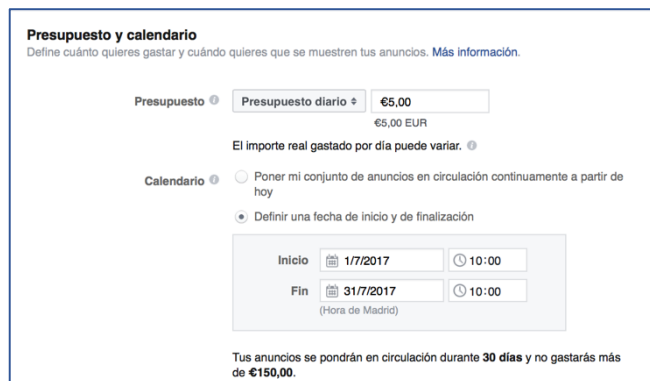 Presupuesto y calendario
Define cuánto quieres gastar y cuándo quieres que se muestren tus anuncios. Más información.
Presupuesto Presupuesto diario €5,00
€5,00 EUR
El importe real gastado por día puede variar.
Calendario Poner mi conjunto de anuncios en circulación continuamente a partir de
hoy
Definir una fecha de inicio y de finalización
Inicio 1/7/2017 10:00
Fin 31/7/2017 10:00
(Hora de Madrid)
Tus anuncios se pondrán en circulación durante 30 días y no gastarás más
de €150,00.